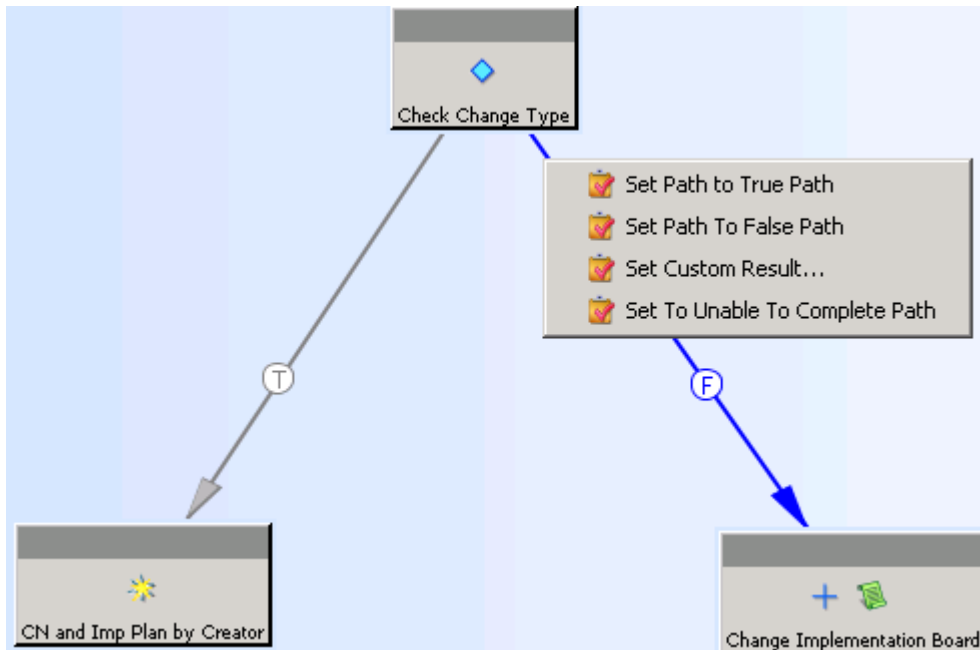 Check Change Type
Set Path to True Path
Set Path To False Path
Set Custom Result...
Set To Unable To Complete Path
T
F
CN and Imp Plan by Creator
Change Implementation Board